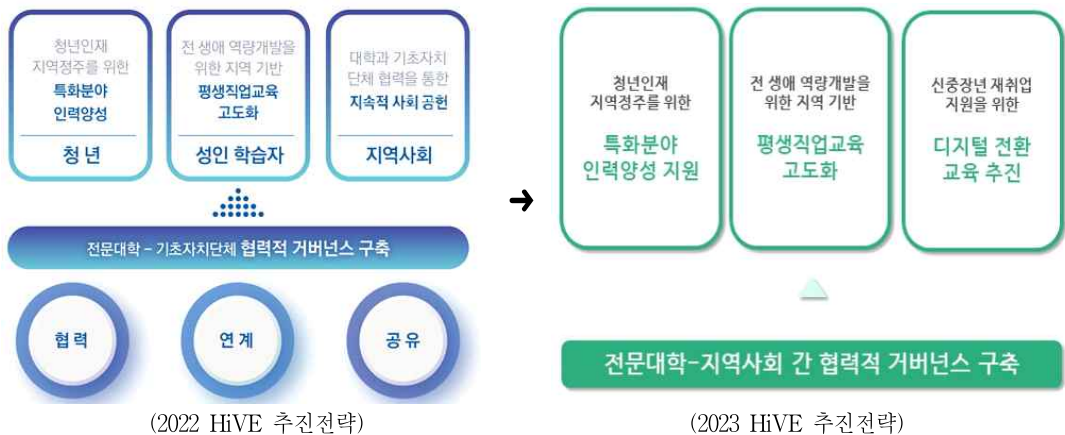 청년인재
지역정주를 위한
특화분야
인력양성
청 년
전 생애 역량개발을
위한 지역 기반
평생직업교육
고도화
성인 학습자
대학과 기초자치
단체 협력을 통한
지속적 사회 공헌
지역사회
전문대학 – 기초자치단체 협력적 거버넌스 구축
협 력
연 계
공 유
(2022 HiVE 추진전략)
➔
청년인재
지역정주를 위한
특화분야
인력양성 지원
전 생애 역량개발을
위한 지역 기반
평생직업교육
고도화
신중장년 재취업
지원을 위한
디지털 전환
교육 추진
전문대학-지역사회 간 협력적 거버넌스 구축
(2023 HiVE 추진전략)